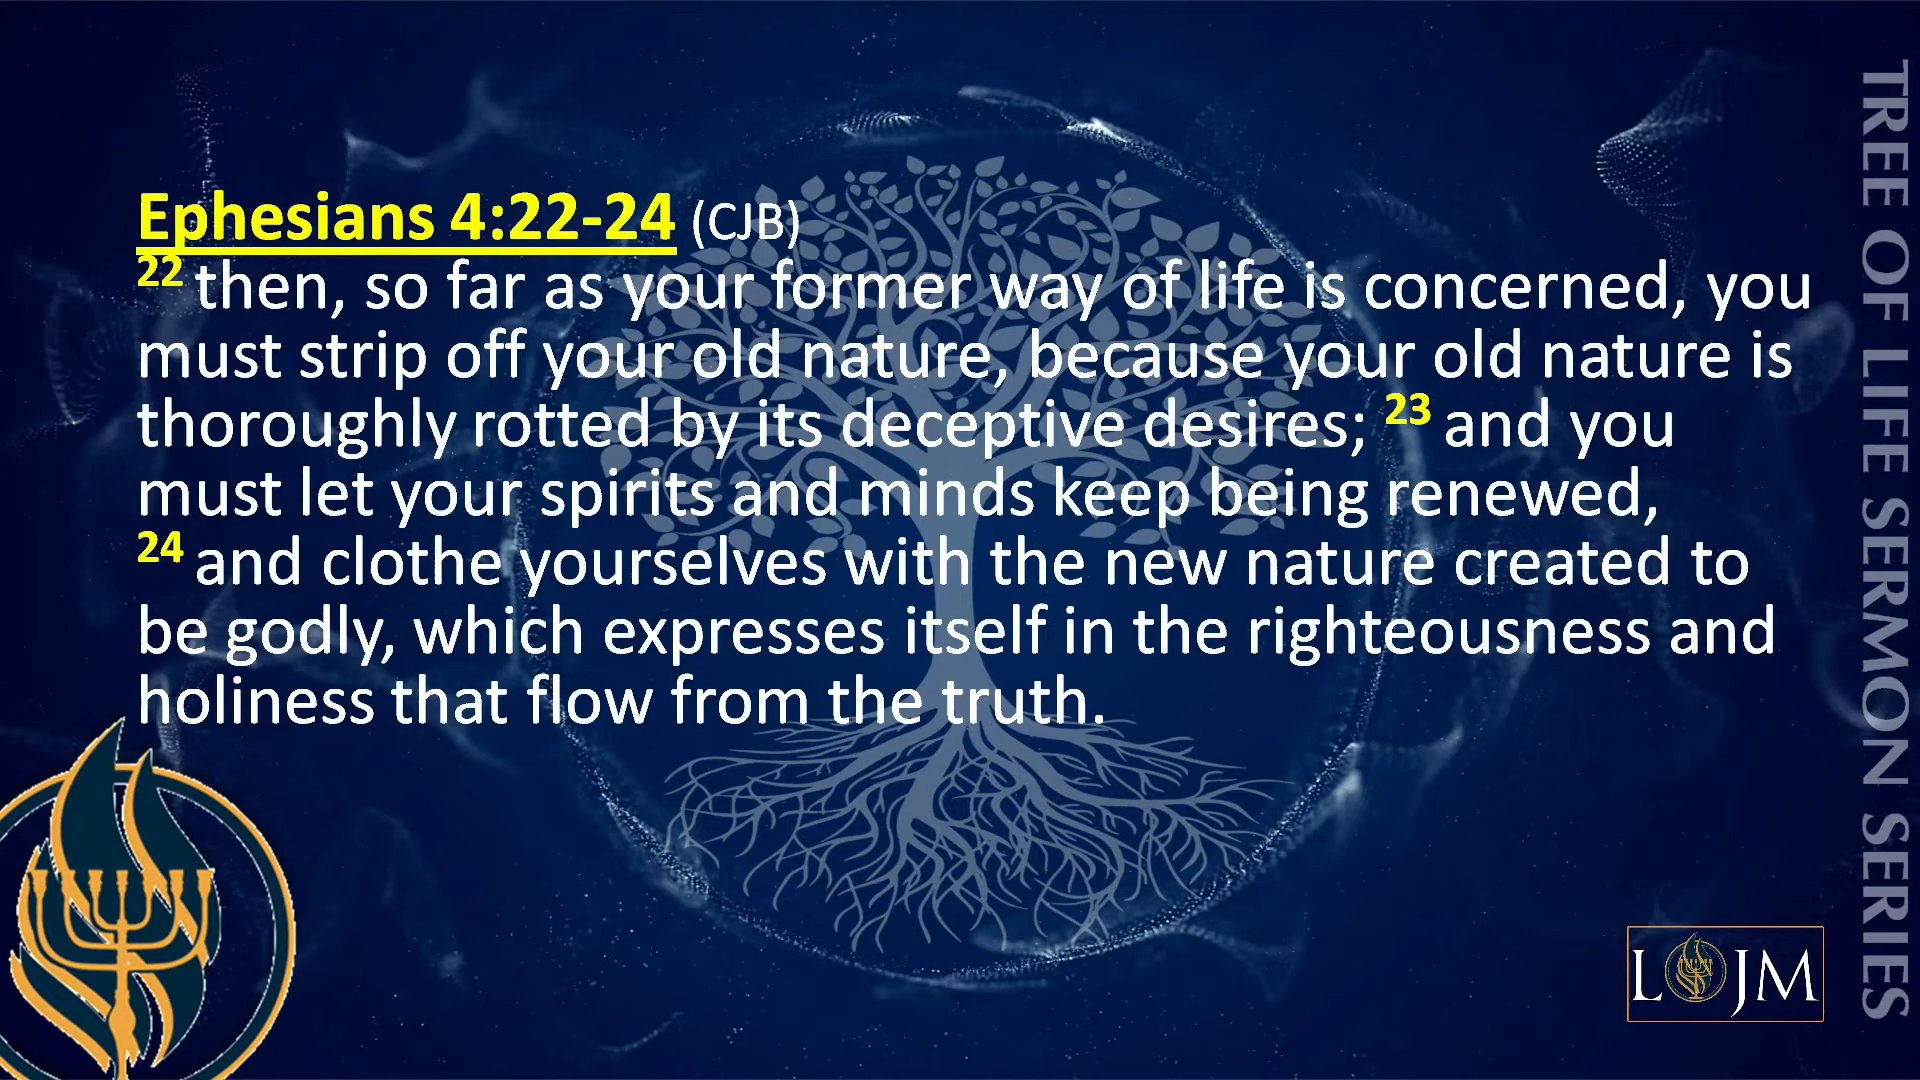 Ephesians 4:22-24 (CJB)
22 then, so far as your former way of life is concerned, you
must strip off your old nature, because your old nature is
thoroughly rotted by its deceptive desires; 23 and you
must let your spirits and minds keep being renewed,
24 and clothe yourselves with the new nature created to
be godly, which expresses itself in the righteousness and
holiness that flow from the truth.
TREE OF LIFE SERMON SERIES
L JM